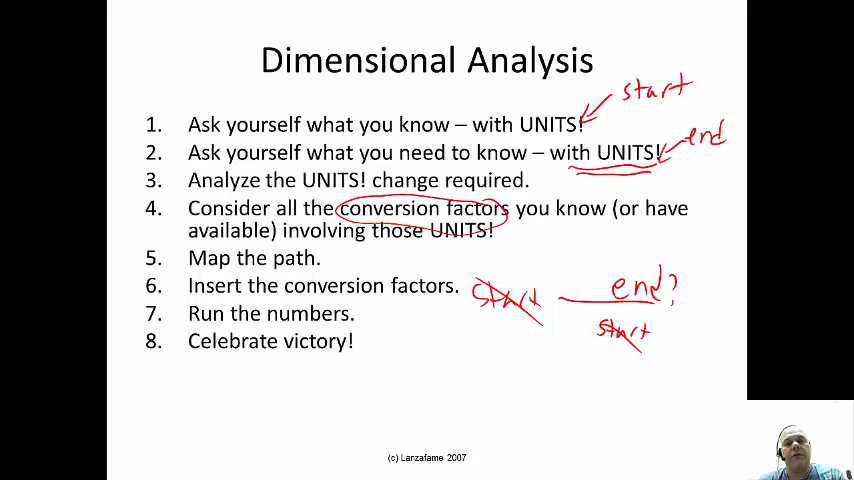 Dimensional Analysis
start
1. Ask yourself what you know – with UNITS!
end
2. Ask yourself what you need to know – with UNITS!
3. Analyze the UNITS! change required.
4. Consider all the conversion factors you know (or have
available) involving those UNITS!
5. Map the path.
6. Insert the conversion factors.
start end?
start
7. Run the numbers.
8. Celebrate victory!
(c) Lanzafame 2007